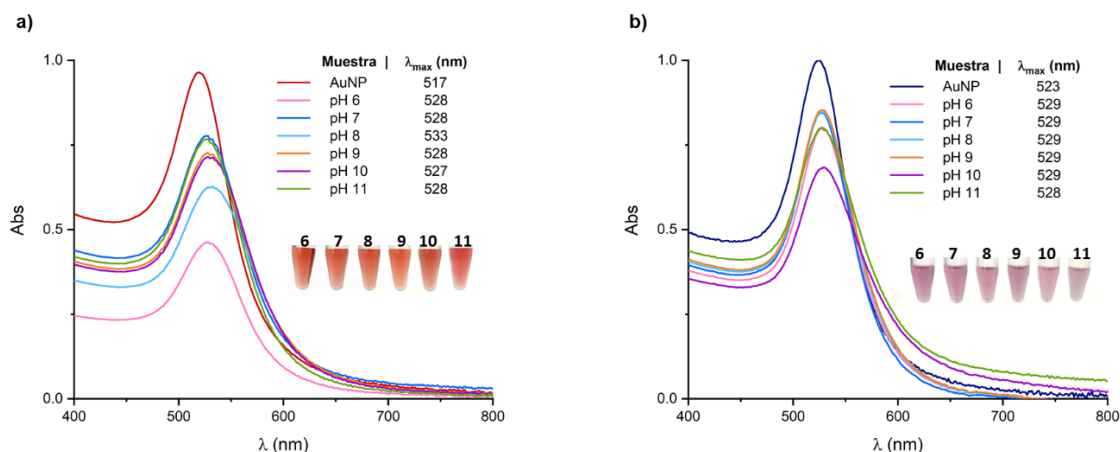 a)
1.0
0.5
0.0
Abs
400
500
600
700
800
λ (nm)
Muestra | λmax (nm)
AuNP 517
pH 6 528
pH 7 528
pH 8 533
pH 9 528
pH 10 527
pH 11 528
6 7 8 9 10 11
b)
1.0
0.5
0.0
Abs
400
500
600
700
800
λ (nm)
Muestra | λmax (nm)
AuNP 523
pH 6 529
pH 7 529
pH 8 529
pH 9 529
pH 10 529
pH 11 528
6 7 8 9 10 11